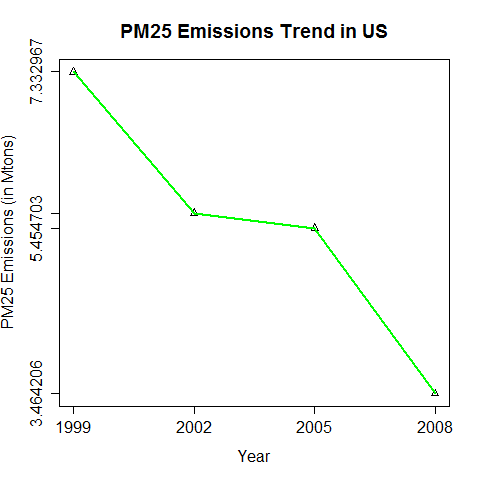 PM25 Emissions Trend in US
PM25 Emissions (in Mtons)
7.332967
5.454703
3.464206
1999 2002 2005 2008
Year